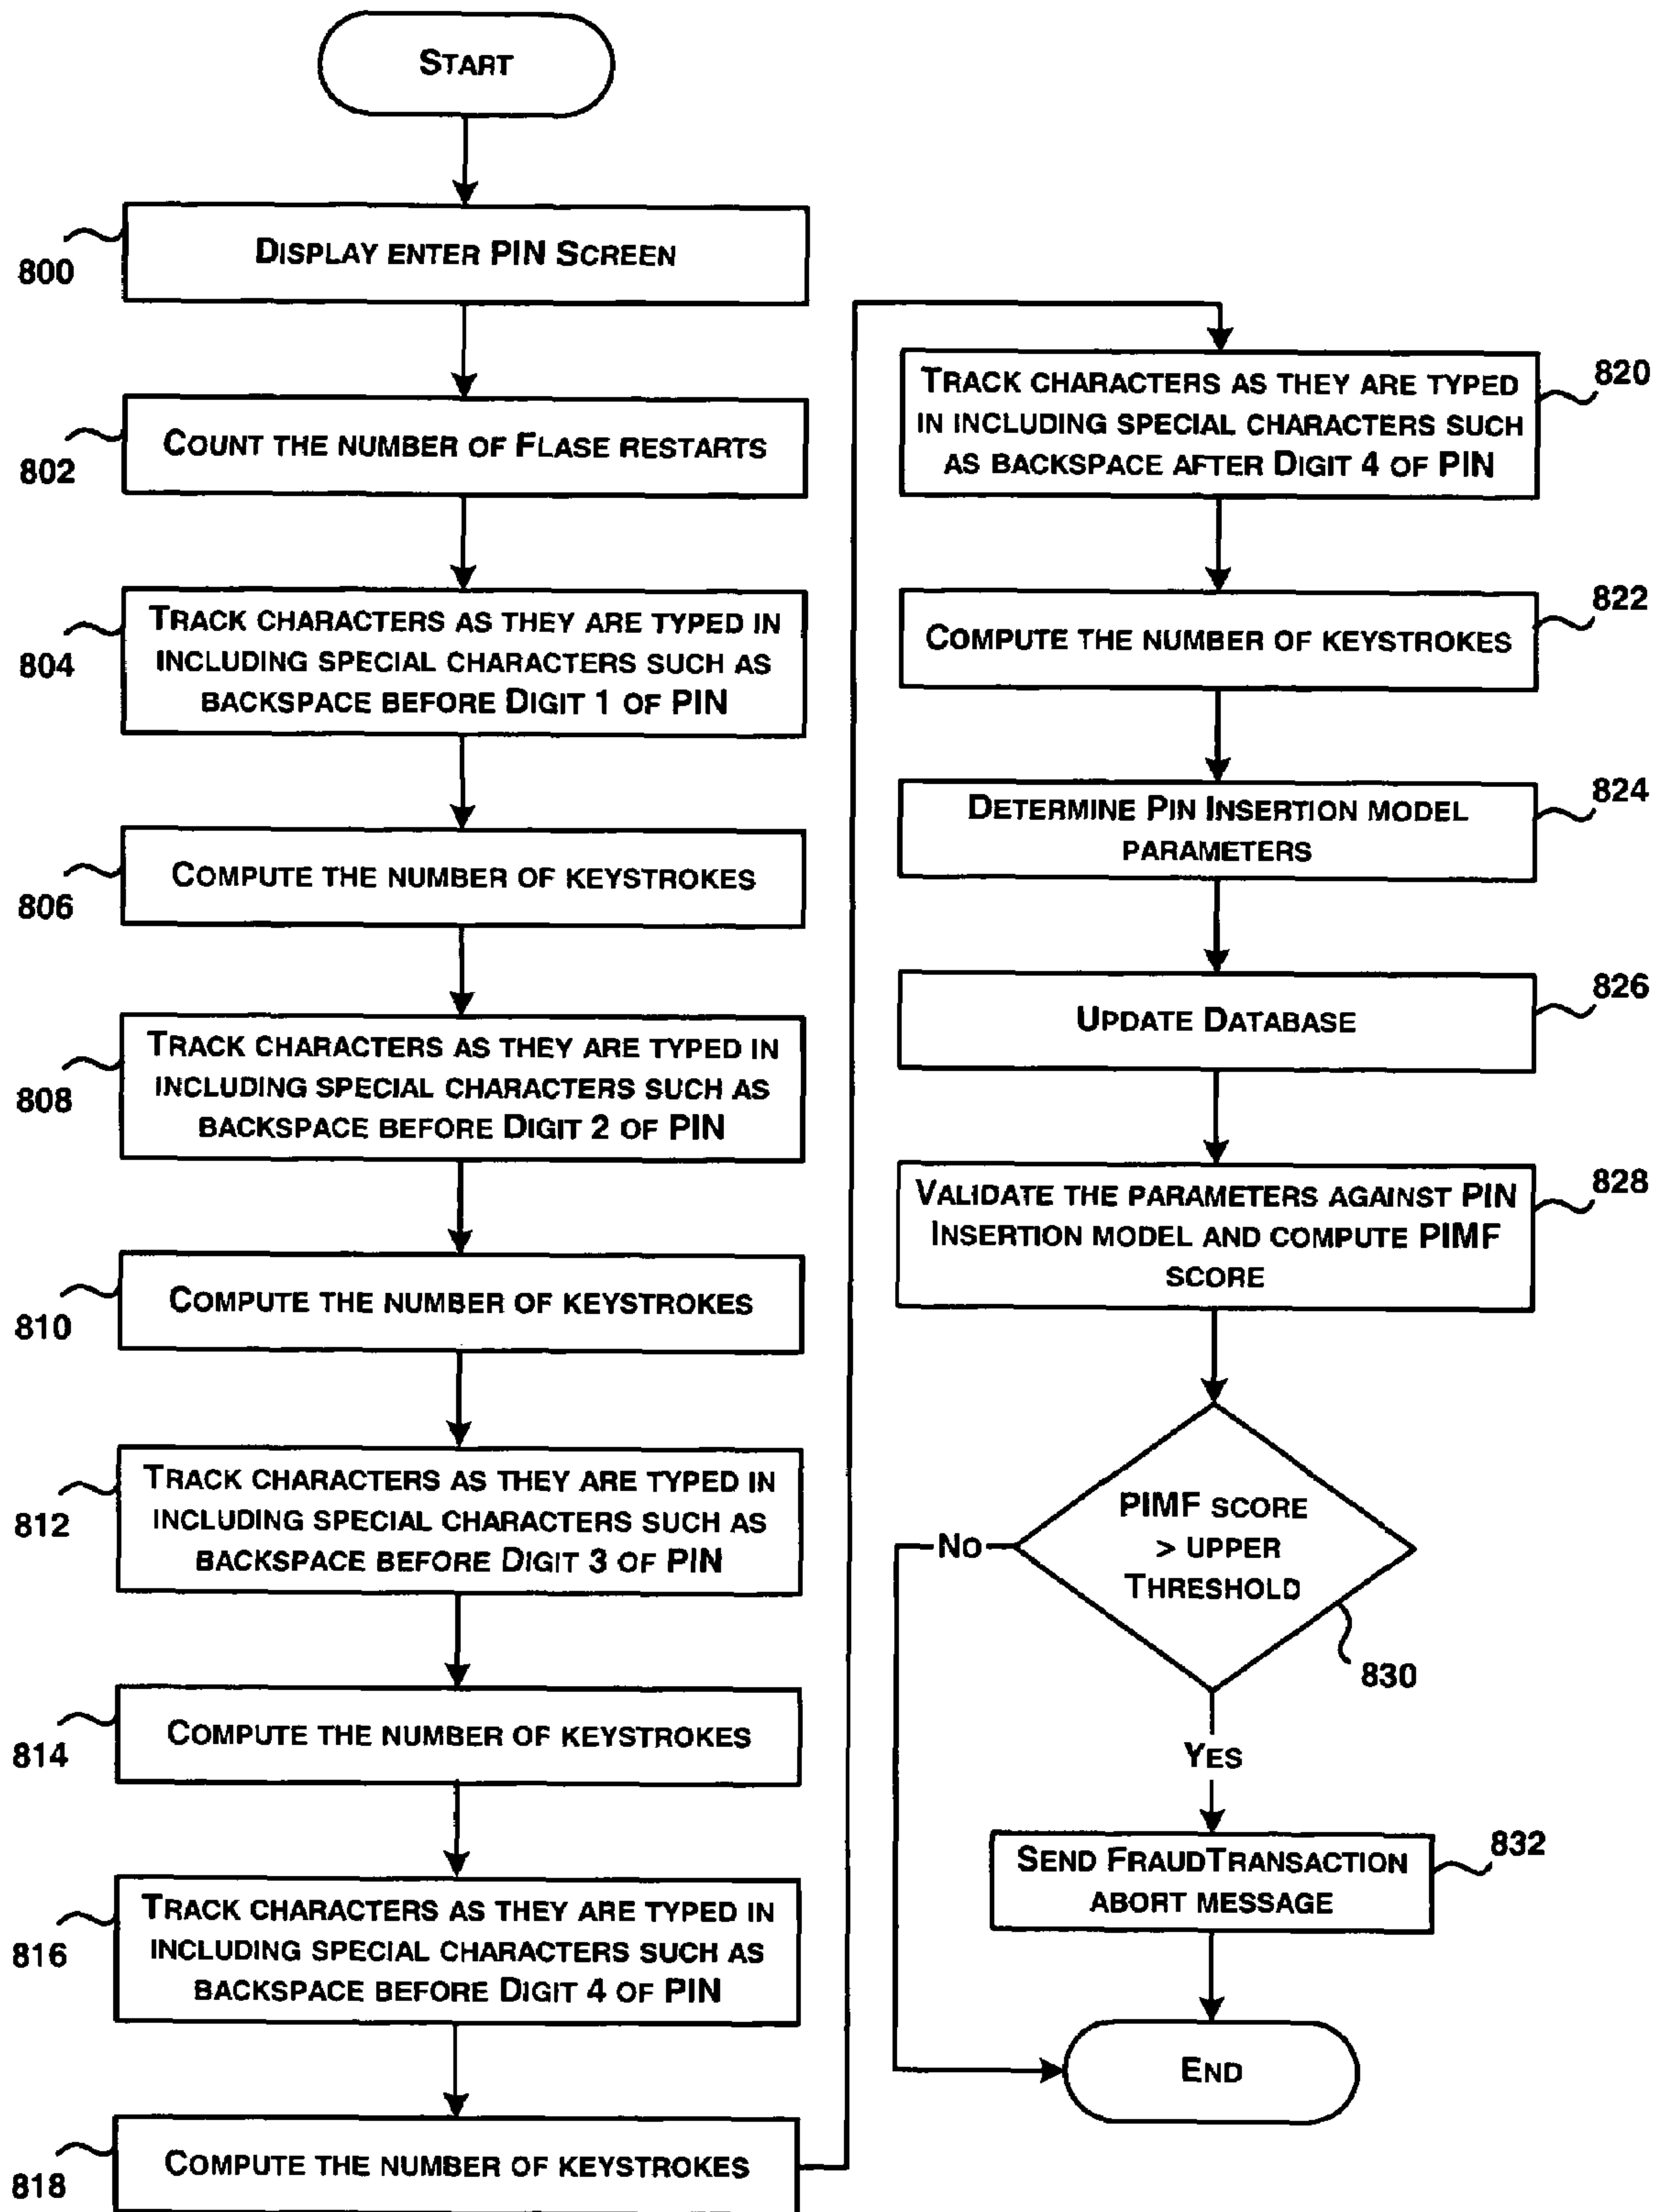 START
DISPLAY ENTER PIN SCREEN
800
COUNT THE NUMBER OF FLASE RESTARTS
802
TRACK CHARACTERS AS THEY ARE TYPED IN
INCLUDING SPECIAL CHARACTERS SUCH AS
BACKSPACE BEFORE DIGIT 1 OF PIN
804
COMPUTE THE NUMBER OF KEYSTROKES
806
TRACK CHARACTERS AS THEY ARE TYPED IN
INCLUDING SPECIAL CHARACTERS SUCH AS
BACKSPACE BEFORE DIGIT 2 OF PIN
808
COMPUTE THE NUMBER OF KEYSTROKES
810
TRACK CHARACTERS AS THEY ARE TYPED IN
INCLUDING SPECIAL CHARACTERS SUCH AS
BACKSPACE BEFORE DIGIT 3 OF PIN
812
COMPUTE THE NUMBER OF KEYSTROKES
814
TRACK CHARACTERS AS THEY ARE TYPED IN
INCLUDING SPECIAL CHARACTERS SUCH AS
BACKSPACE BEFORE DIGIT 4 OF PIN
816
COMPUTE THE NUMBER OF KEYSTROKES
818
TRACK CHARACTERS AS THEY ARE TYPED
IN INCLUDING SPECIAL CHARACTERS SUCH
AS BACKSPACE AFTER DIGIT 4 OF PIN
820
COMPUTE THE NUMBER OF KEYSTROKES
822
DETERMINE PIN INSERTION MODEL
PARAMETERS
824
UPDATE DATABASE
826
VALIDATE THE PARAMETERS AGAINST PIN
INSERTION MODEL AND COMPUTE PIMF
SCORE
828
PIMF SCORE
> UPPER
THRESHOLD
NO
830
YES
SEND FRAUDTRANSACTION
ABORT MESSAGE
832
END